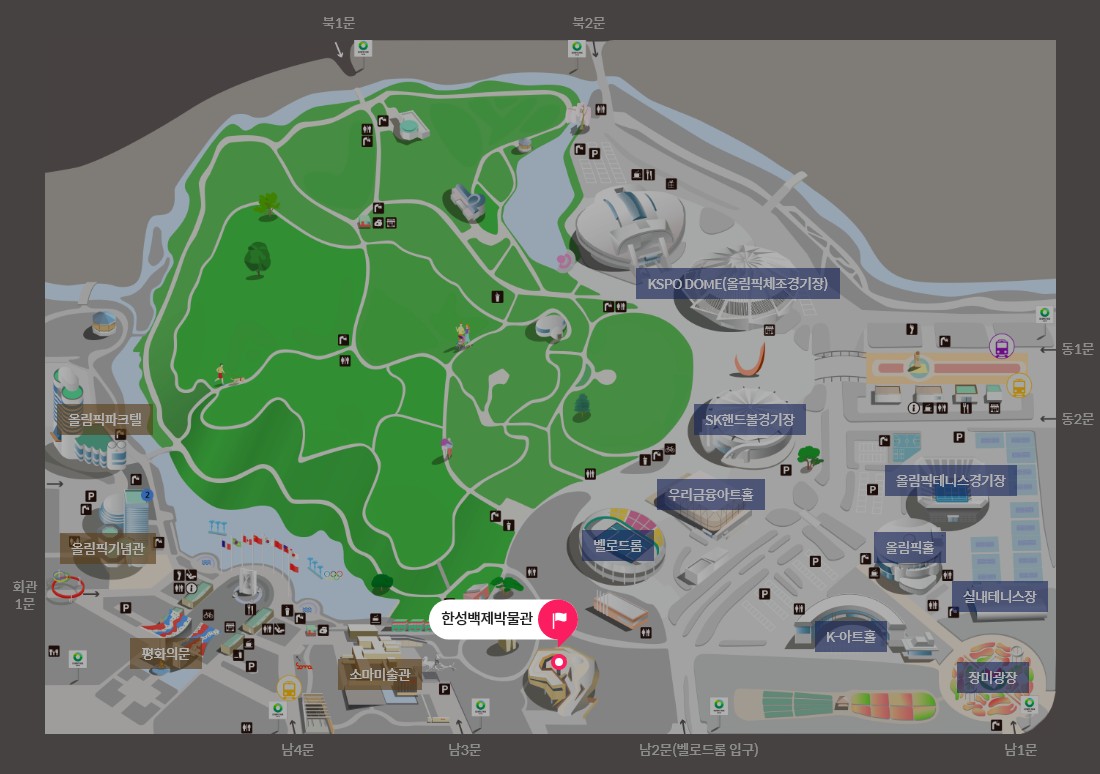 북1문
북2문
KSPO DOME(올림픽체조경기장)
동1문
올림픽파크텔
SK핸드볼경기장
동2문
올림픽테니스경기장
우리금융아트홀
2
올림픽기념관
벨로드롬
올림픽홀
회관
1문
실내테니스장
한성백제박물관
K-아트홀
평화의문
소마미술관
장미광장
남4문
남3문
남2문(벨로드롬 입구)
남1문